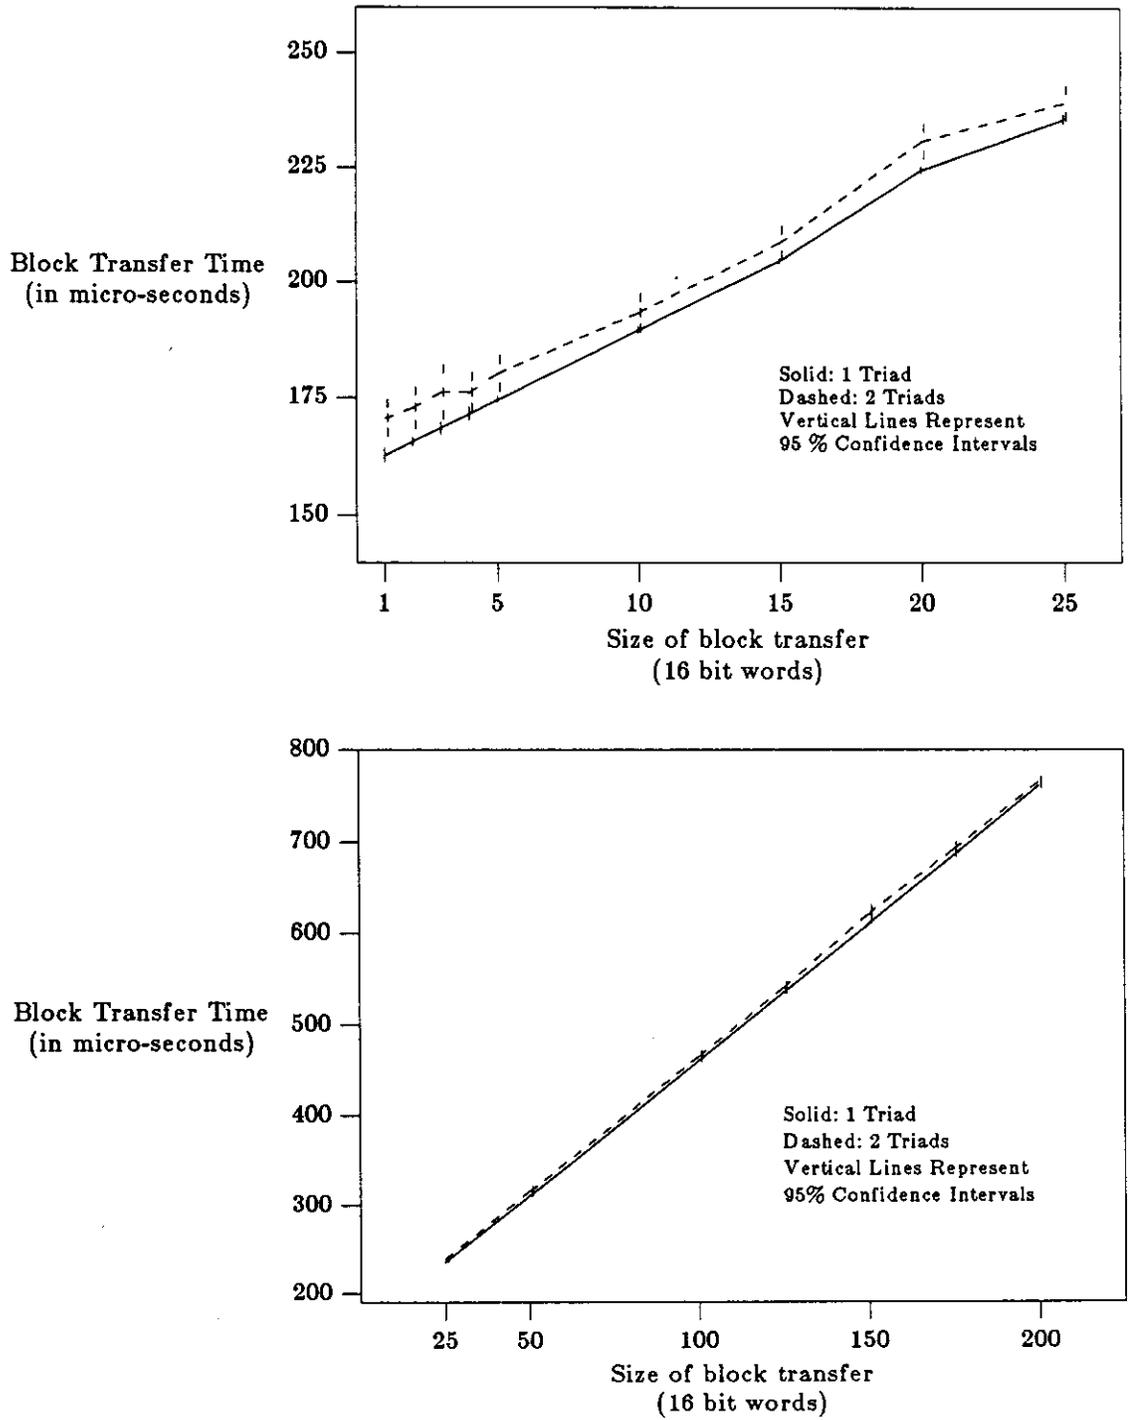 250
225
200
175
150
Block Transfer Time
(in micro-seconds)
Solid: 1 Triad
Dashed: 2 Triads
Vertical Lines Represent
95 % Confidence Intervals
1 5 10 15 20 25
Size of block transfer
(16 bit words)
800
700
600
500
400
300
200
Block Transfer Time
(in micro-seconds)
Solid: 1 Triad
Dashed: 2 Triads
Vertical Lines Represent
95% Confidence Intervals
25 50 100 150 200
Size of block transfer
(16 bit words)